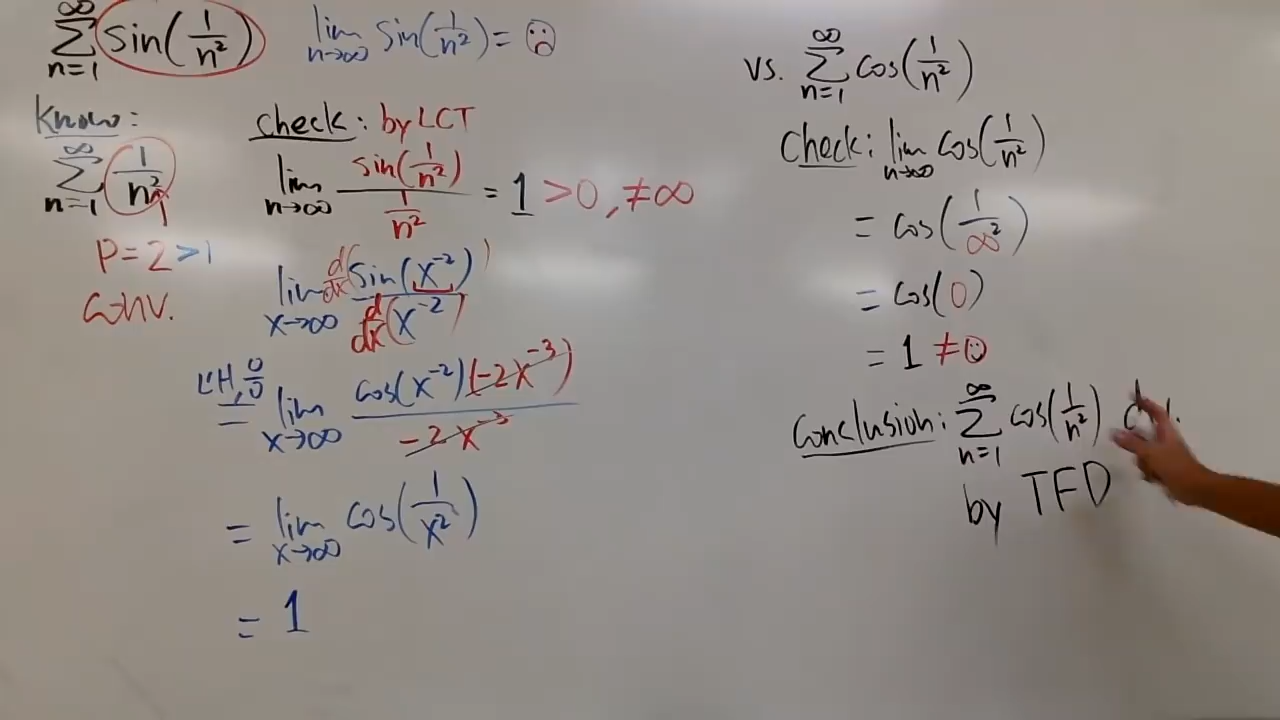 ∞
∑ sin(1/n²)   lim sin(1/n²) = ☹
n=1   n→∞
Know:
∞
∑ 1/n²
n=1
P=2>1
Conv.
check: by LCT
lim sin(1/n²) / (1/n²) = 1 >0, ≠∞
n→∞
lim d/dx(sin(x⁻²)) / d/dx(x⁻²)
x→∞
L'H, 0/0
= lim cos(x⁻²)(-2x⁻³) / -2x⁻³
x→∞
= lim cos(1/x²)
x→∞
= 1
vs. ∞
∑ cos(1/n²)
n=1
Check: lim cos(1/n²)
n→∞
= cos(1/∞²)
= cos(0)
= 1 ≠ 0
Conclusion: ∞
∑ cos(1/n²)
n=1
by TFD